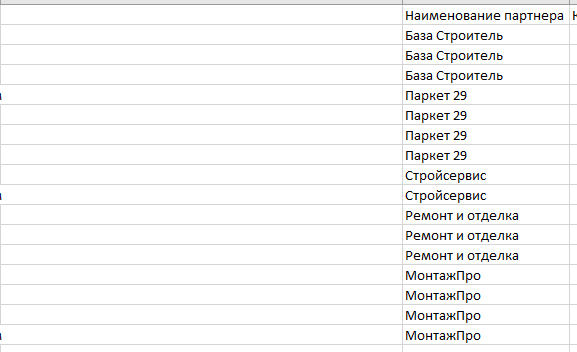 Наименование партнера
База Строитель
База Строитель
База Строитель
Паркет 29
Паркет 29
Паркет 29
Паркет 29
Стройсервис
Стройсервис
Ремонт и отделка
Ремонт и отделка
Ремонт и отделка
МонтажПро
МонтажПро
МонтажПро
МонтажПро